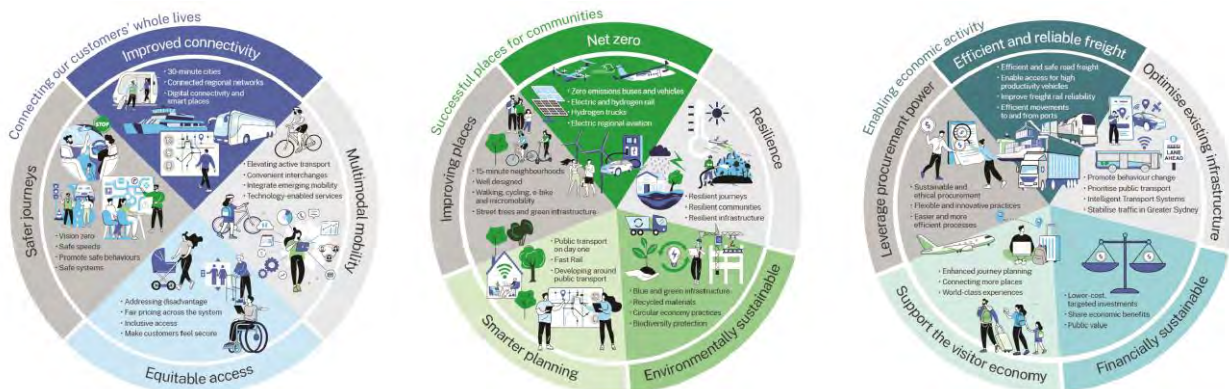 Connecting our customers' whole lives
Improved connectivity
• 30-minute cities
• Connected regional networks
• Digital connectivity and
smart places
Multimodal mobility
• Elevating active transport
• Convenient interchanges
• Integrate emerging mobility
• Technology-enabled services
Equitable access
• Addressing disadvantage
• Fair pricing across the system
• Inclusive access
• Make customers feel secure
Safer journeys
STOP
• Vision zero
• Safe speeds
• Promote safe behaviours
• Safe systems
Successful places for communities
Net zero
• Zero emissions buses and vehicles
• Electric and hydrogen rail
• Hydrogen trucks
• Electric regional aviation
Resilience
• Resilient journeys
• Resilient communities
• Resilient infrastructure
Environmentally sustainable
• Blue and green infrastructure
• Recycled materials
• Circular economy practices
• Biodiversity protection
Smarter planning
• Public transport
on day one
• Fast Rail
• Developing around
public transport
Improving places
• 15-minute neighbourhoods
• Well designed
• Walking, cycling, e-bike
and micromobility
• Street trees and green infrastructure
Enabling economic activity
Efficient and reliable freight
• Efficient and safe road freight
• Enable access for high
productivity vehicles
• Improve freight rail reliability
• Efficient movements
to and from ports
Optimise existing infrastructure
LANE
AHEAD
• Promote behaviour change
• Prioritise public transport
• Intelligent Transport Systems
• Stabilise traffic in Greater Sydney
Financially sustainable
• Lower-cost,
targeted investments
• Share economic benefits
• Public value
Support the visitor economy
• Enhanced journey planning
• Connecting more places
• World-class experiences
Leverage procurement power
• Sustainable and
ethical procurement
• Flexible and innovative practices
• Easier and more
efficient processes